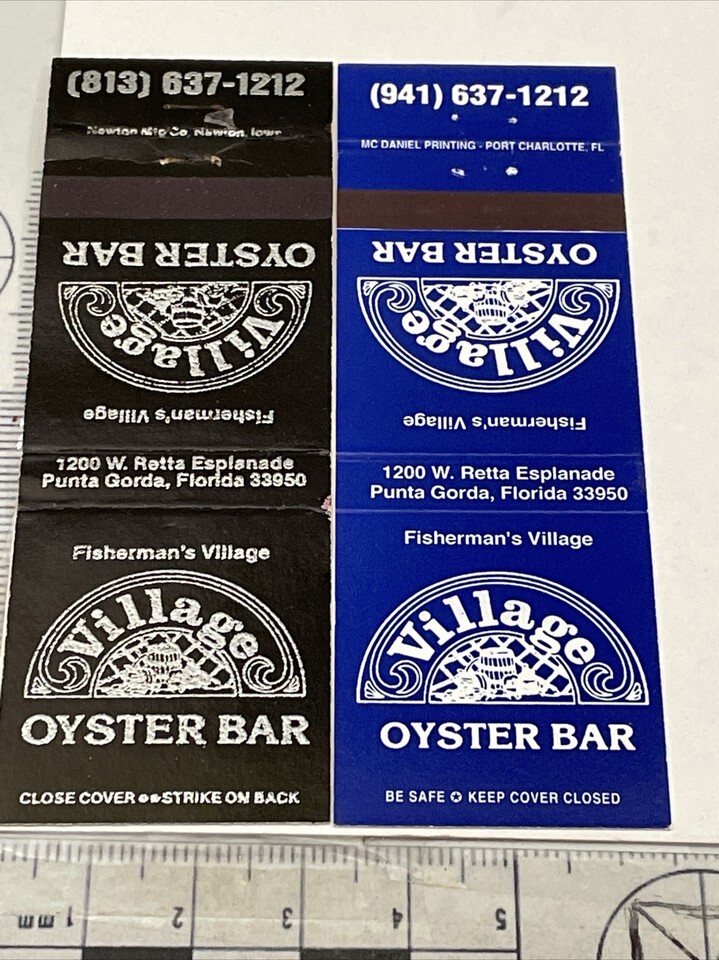 (813) 637-1212
Newton Mfg Co, Newton, Iowa
OYSTER BAR
Village
Fisherman's Village
1200 W. Retta Esplanade
Punta Gorda, Florida 33950
Fisherman's Village
Village
OYSTER BAR
CLOSE COVER STRIKE ON BACK
(941) 637-1212
MC DANIEL PRINTING - PORT CHARLOTTE, FL
OYSTER BAR
Village
Fisherman's Village
1200 W. Retta Esplanade
Punta Gorda, Florida 33950
Fisherman's Village
Village
OYSTER BAR
BE SAFE ✪ KEEP COVER CLOSED
mm 1 2 3 4 5